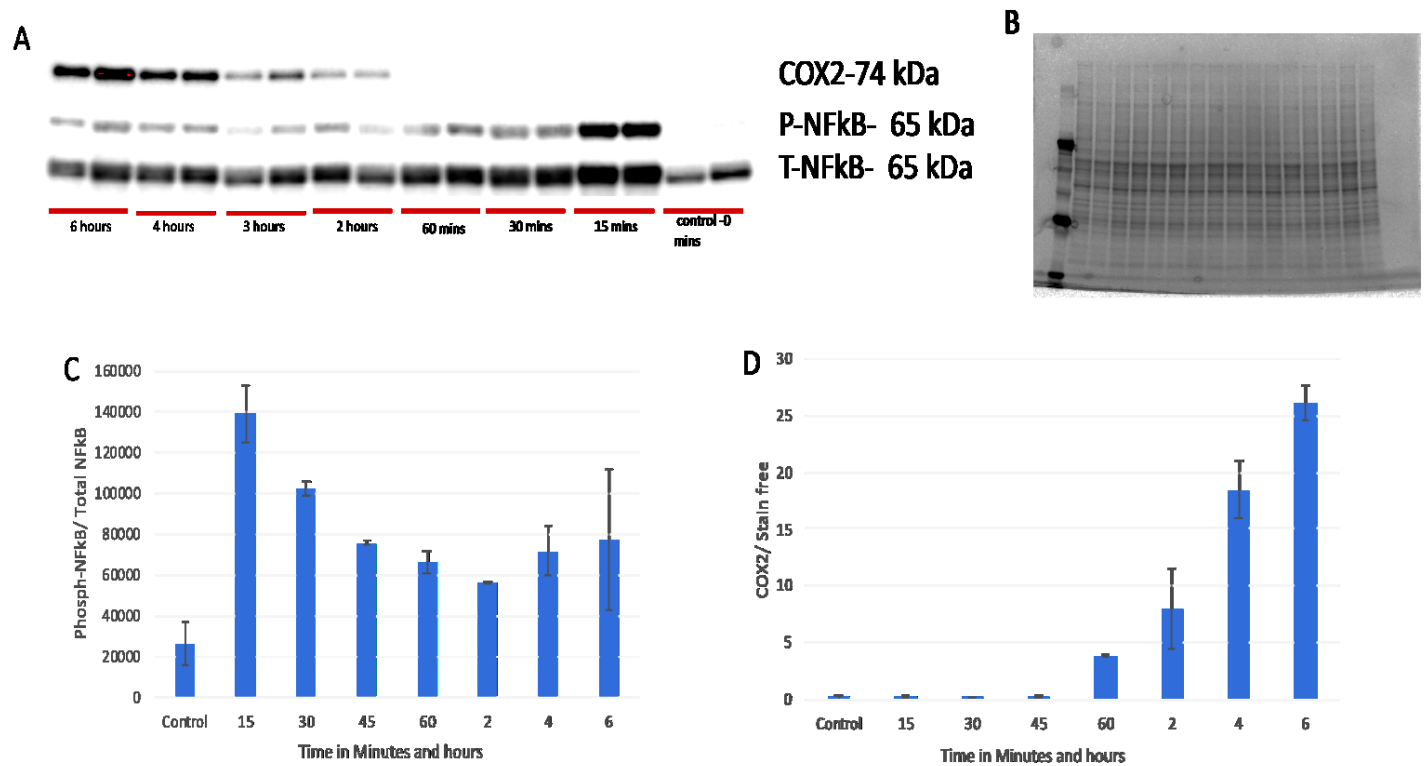 A
COX2-74 kDa
P-NFkB- 65 kDa
T-NFkB- 65 kDa
6 hours
4 hours
3 hours
2 hours
60 mins
30 mins
15 mins
control -0
mins
B
C
Phosph-NFkB/ Total NFkB
160000
140000
120000
100000
80000
60000
40000
20000
0
Control 15 30 45 60 2 4 6
Time in Minutes and hours
D
COX2/ Stain free
30
25
20
15
10
5
0
Control 15 30 45 60 2 4 6
Time in Minutes and hours